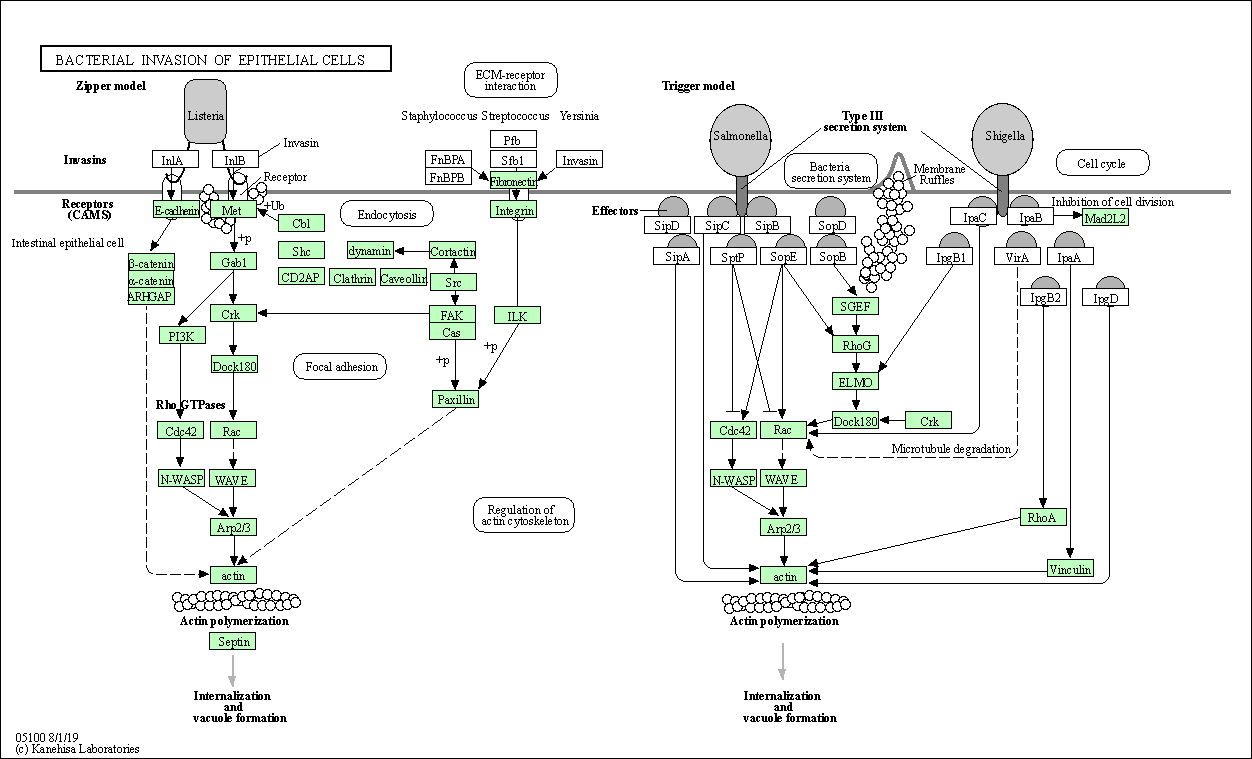 BACTERIAL INVASION OF EPITHELIAL CELLS
Zipper model
Listeria
Invasin
Invasins
InlA
InlB
Receptor
Receptors
(CAMS)
E-cadherin
Met
+Ub
Cbl
+p
Intestinal epithelial cell
β-catenin
α-catenin
ARHGAP
Gab1
Shc
CD2AP
Endocytosis
dynamin
Cortactin
Clathrin
Caveollin
Src
Crk
FAK
Cas
PI3K
Dock180
Focal adhesion
+p
+p
Paxillin
ILK
Rho GTPases
Cdc42
Rac
N-WASP
WAVE
Arp2/3
actin
Actin polymerization
Septin
Internalization
and
vacuole formation
ECM-receptor
interaction
Staphylococcus
Streptococcus
Yersinia
Pfb
FnBPA
Sfb1
Invasin
FnBPB
Fibronectin
Integrin
Regulation of
actin cytoskeleton
Trigger model
Salmonella
Type III
secretion system
Shigella
Bacteria
secretion system
Membrane
Ruffles
Cell cycle
Effectors
SipD
SipC
SipB
SopD
IpaC
IpaB
Inhibition of cell division
Mad2L2
SipA
SptP
SopE
SopB
IpgB1
VirA
IpaA
IpgB2
IpgD
SGEF
RhoG
ELMO
Dock180
Crk
Cdc42
Rac
Microtubule degradation
N-WASP
WAVE
Arp2/3
RhoA
Vinculin
actin
Actin polymerization
Internalization
and
vacuole formation
05100 8/1/19
(c) Kanehisa Laboratories